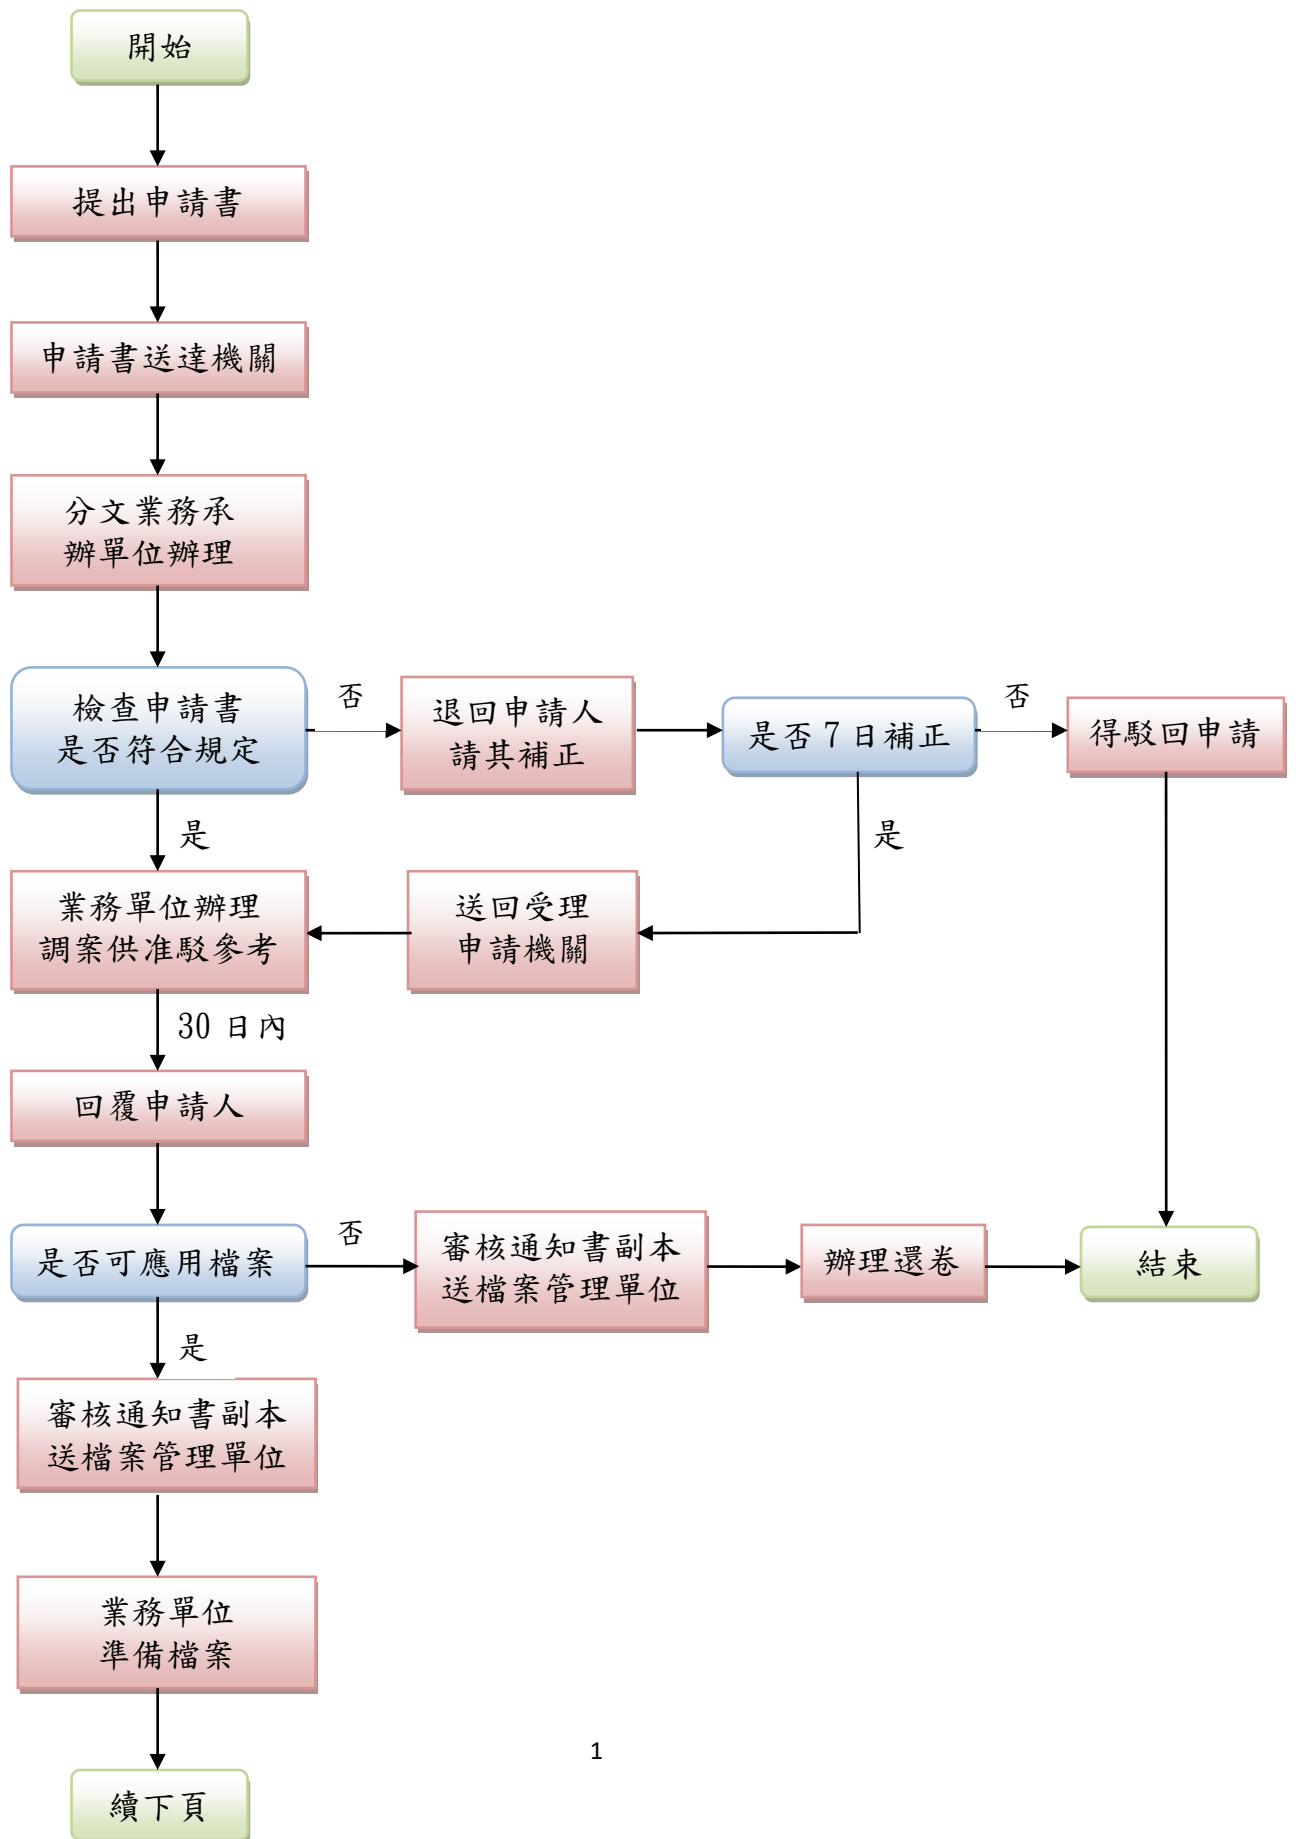 開始
提出申請書
申請書送達機關
分文業務承
辦單位辦理
檢查申請書
是否符合規定
否
退回申請人
請其補正
是否7日補正
否
得駁回申請
是
是
業務單位辦理
調案供准駁參考
送回受理
申請機關
30 日內
回覆申請人
是否可應用檔案
否
審核通知書副本
送檔案管理單位
辦理還卷
結束
是
審核通知書副本
送檔案管理單位
業務單位
準備檔案
1
續下頁